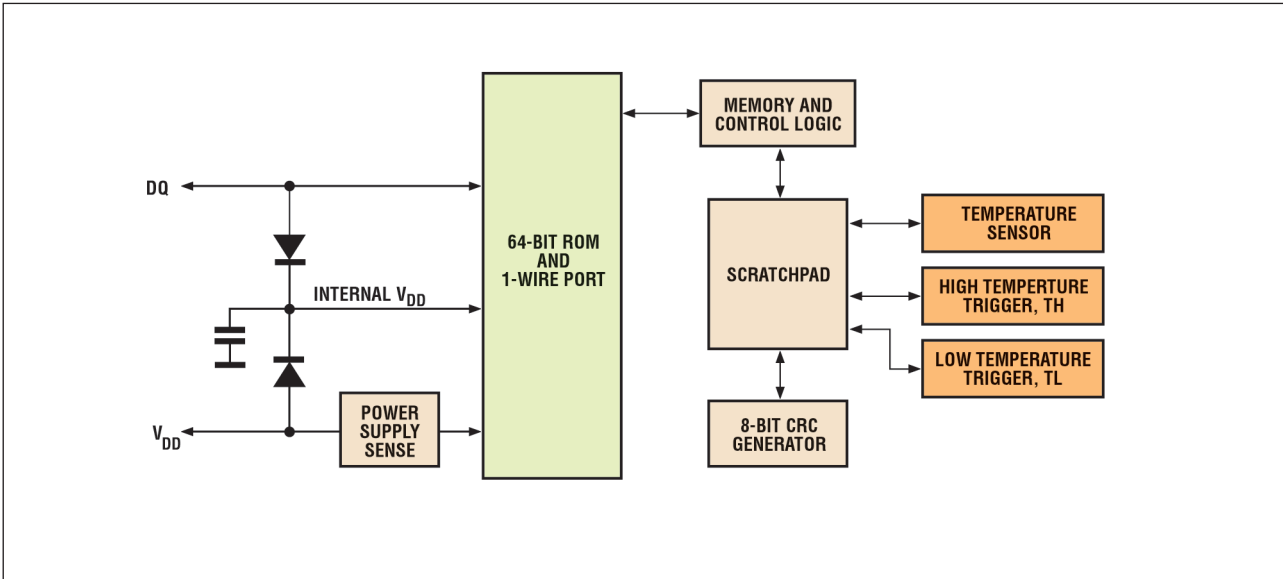 DQ
INTERNAL VDD
VDD
POWER
SUPPLY
SENSE
64-BIT ROM
AND
1-WIRE PORT
MEMORY AND
CONTROL LOGIC
SCRATCHPAD
8-BIT CRC
GENERATOR
TEMPERATURE
SENSOR
HIGH TEMPERTURE
TRIGGER, TH
LOW TEMPERATURE
TRIGGER, TL